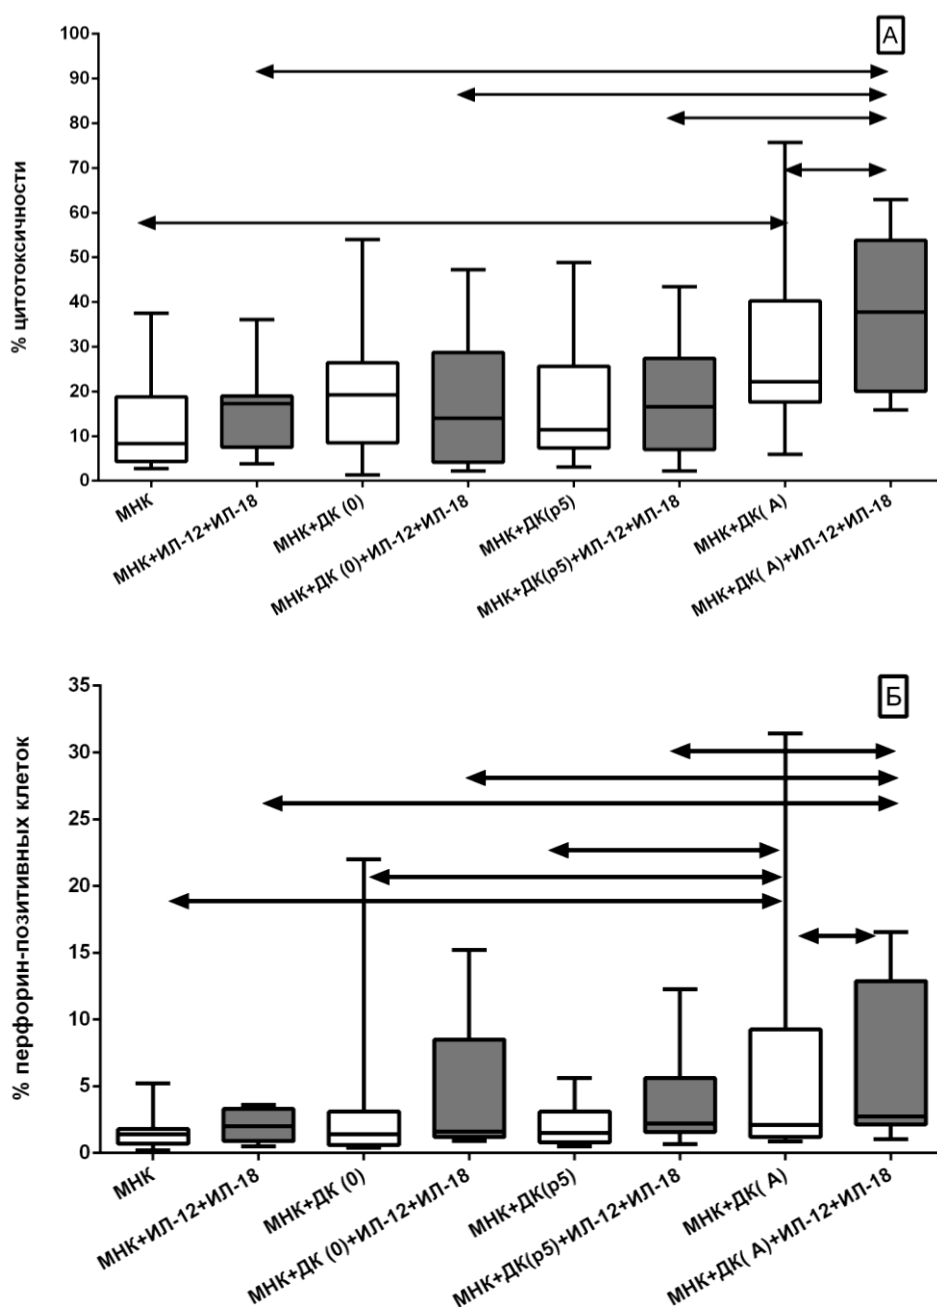 А
% цитотоксичности
100
90
80
70
60
50
40
30
20
10
0
МНК
МНК+ИЛ-12+ИЛ-18
МНК+ДК (0)
МНК+ДК (0)+ИЛ-12+ИЛ-18
МНК+ДК(р5)
МНК+ДК(р5)+ИЛ-12+ИЛ-18
МНК+ДК( А)
МНК+ДК( А)+ИЛ-12+ИЛ-18
Б
% перфорин-позитивных клеток
35
30
25
20
15
10
5
0
МНК
МНК+ИЛ-12+ИЛ-18
МНК+ДК (0)
МНК+ДК (0)+ИЛ-12+ИЛ-18
МНК+ДК(р5)
МНК+ДК(р5)+ИЛ-12+ИЛ-18
МНК+ДК( А)
МНК+ДК( А)+ИЛ-12+ИЛ-18